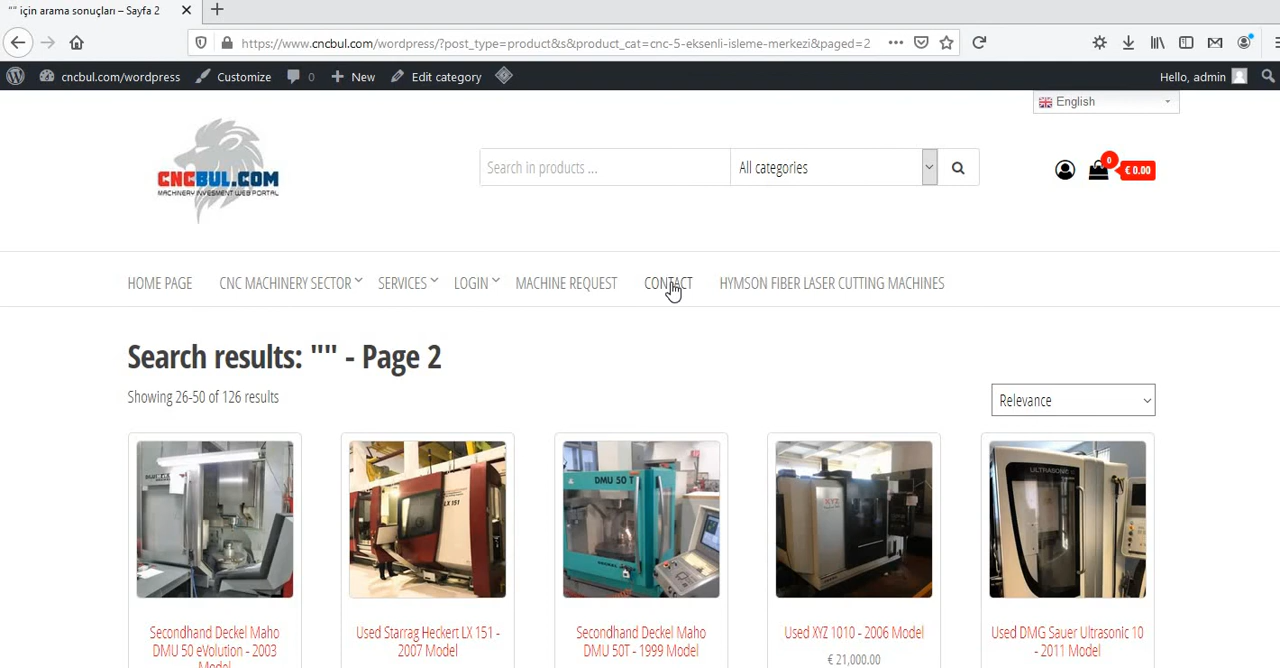 "" için arama sonuçları – Sayfa 2
https://www.cncbul.com/wordpress/?post_type=product&s&product_cat=cnc-5-eksenli-isleme-merkezi&paged=2
cncbul.com/wordpress Customize 0 New Edit category Hello, admin
English
CNCBUL.COM
MACHINERY INVESMENT WEB PORTAL
Search in products ... All categories 0 € 0.00
HOME PAGE CNC MACHINERY SECTOR SERVICES LOGIN MACHINE REQUEST CONTACT HYMSON FIBER LASER CUTTING MACHINES
Search results: "" - Page 2
Showing 26-50 of 126 results
Relevance
LX 151
DMU 50 T
XYZ
ULTRASONIC
Secondhand Deckel Maho DMU 50 eVolution - 2003 Model
Used Starrag Heckert LX 151 - 2007 Model
Secondhand Deckel Maho DMU 50T - 1999 Model
Used XYZ 1010 - 2006 Model
€ 21,000.00
Used DMG Sauer Ultrasonic 10 - 2011 Model